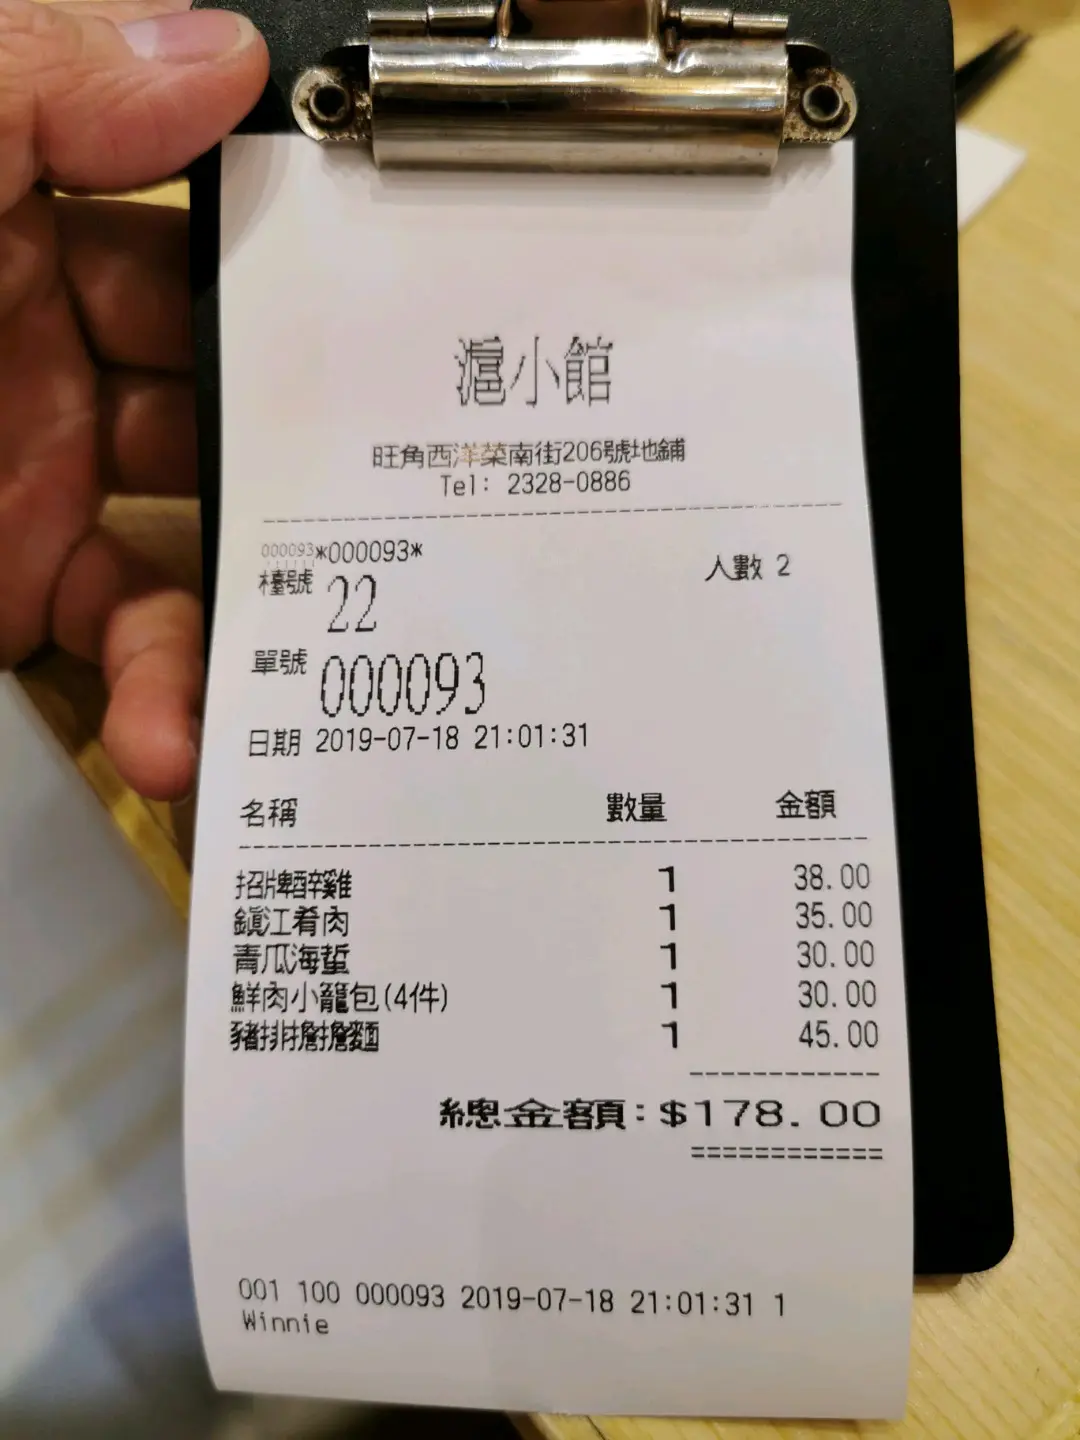 滬小館
旺角西洋菜南街206號地鋪
Tel: 2328-0886
000093*000093*
檯號 22
人數 2
單號 000093
日期 2019-07-18 21:01:31
名稱 數量 金額
招牌醉雞 1 38.00
鎮江肴肉 1 35.00
青瓜海蜇 1 30.00
鮮肉小籠包(4件) 1 30.00
豬排擔擔麵 1 45.00
總金額:$178.00
001 100 000093 2019-07-18 21:01:31 1
Winnie